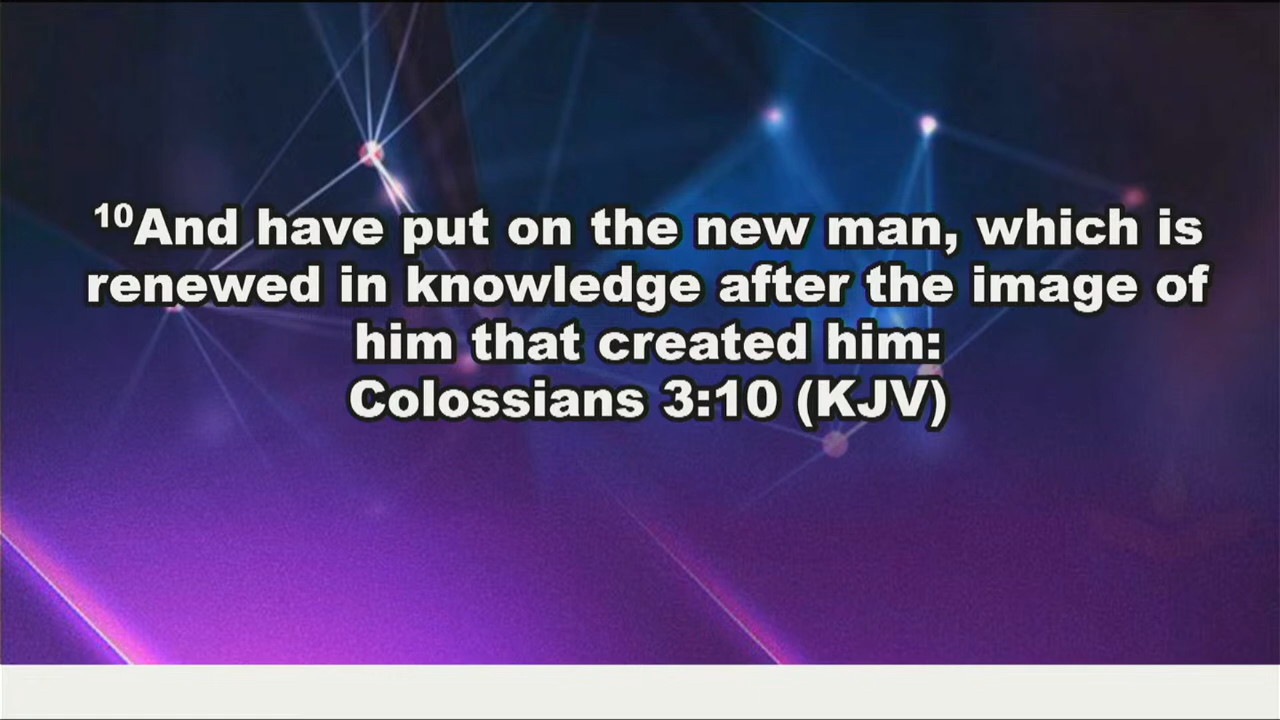 10And have put on the new man, which is
renewed in knowledge after the image of
him that created him:
Colossians 3:10 (KJV)